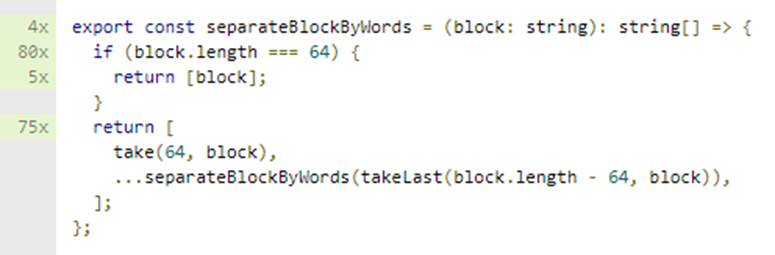 4x export const separateBlockByWords = (block: string): string[] => {
80x if (block.length === 64) {
5x return [block];
}
75x return [
take(64, block),
...separateBlockByWords(takeLast(block.length - 64, block)),
];
};